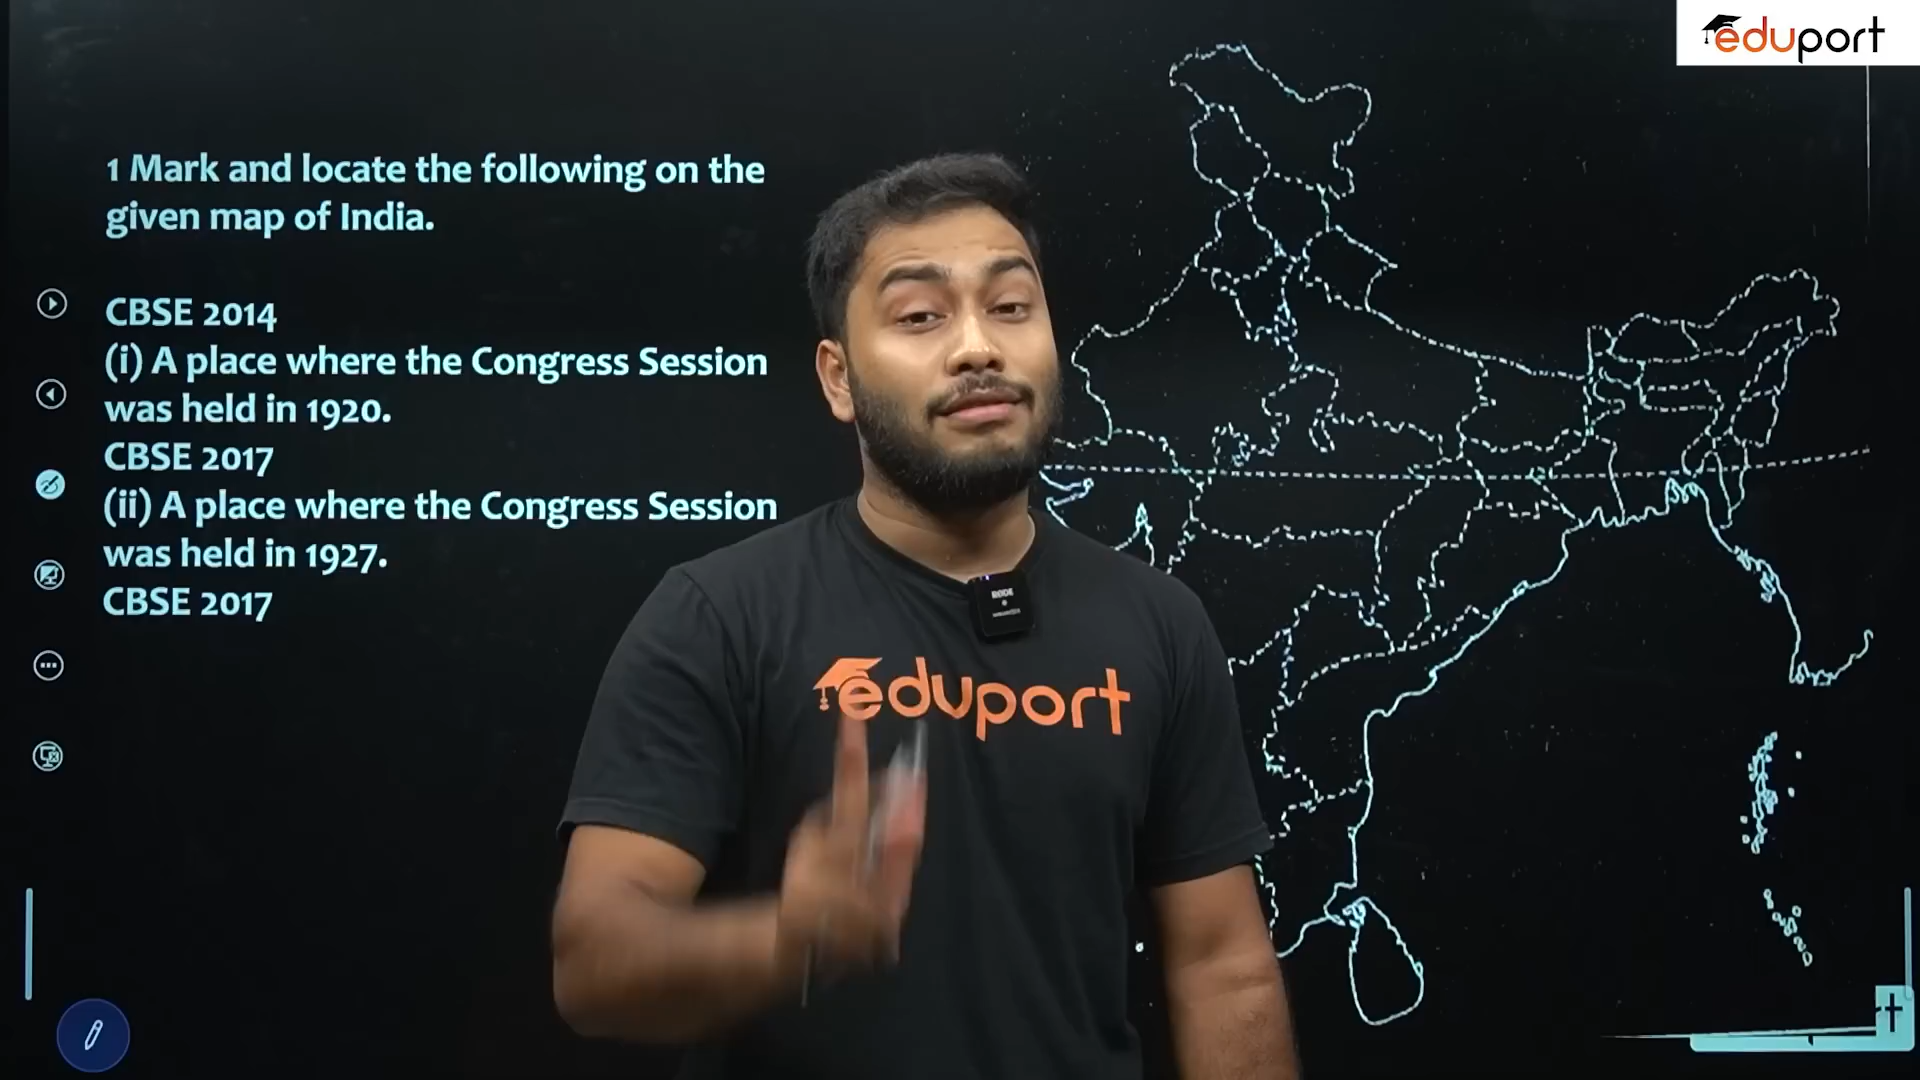 eduport
1 Mark and locate the following on the
given map of India.
CBSE 2014
(i) A place where the Congress Session
was held in 1920.
CBSE 2017
(ii) A place where the Congress Session
was held in 1927.
CBSE 2017
RØDE
eduport